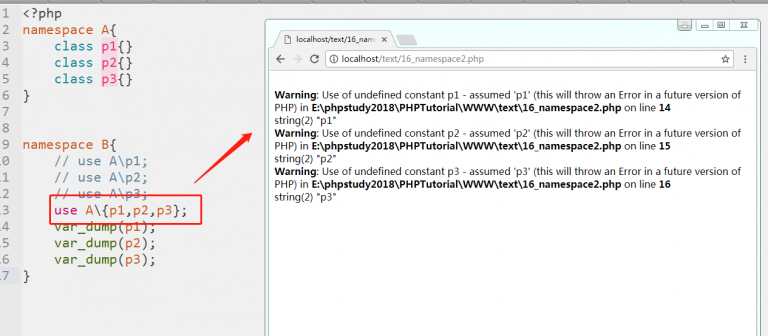 1 <?php
2 namespace A{
3 class p1{}
4 class p2{}
5 class p3{}
6 }
7
8
9 namespace B{
10 // use A\p1;
11 // use A\p2;
12 // use A\p3;
13 use A\{p1,p2,p3};
14 var_dump(p1);
15 var_dump(p2);
16 var_dump(p3);
17 }
localhost/text/16_name
localhost/text/16_namespace2.php
Warning: Use of undefined constant p1 - assumed 'p1' (this will throw an Error in a future version of
PHP) in E:\phpstudy2018\PHPTutorial\WWW\text\16_namespace2.php on line 14
string(2) "p1"
Warning: Use of undefined constant p2 - assumed 'p2' (this will throw an Error in a future version of
PHP) in E:\phpstudy2018\PHPTutorial\WWW\text\16_namespace2.php on line 15
string(2) "p2"
Warning: Use of undefined constant p3 - assumed 'p3' (this will throw an Error in a future version of
PHP) in E:\phpstudy2018\PHPTutorial\WWW\text\16_namespace2.php on line 16
string(2) "p3"